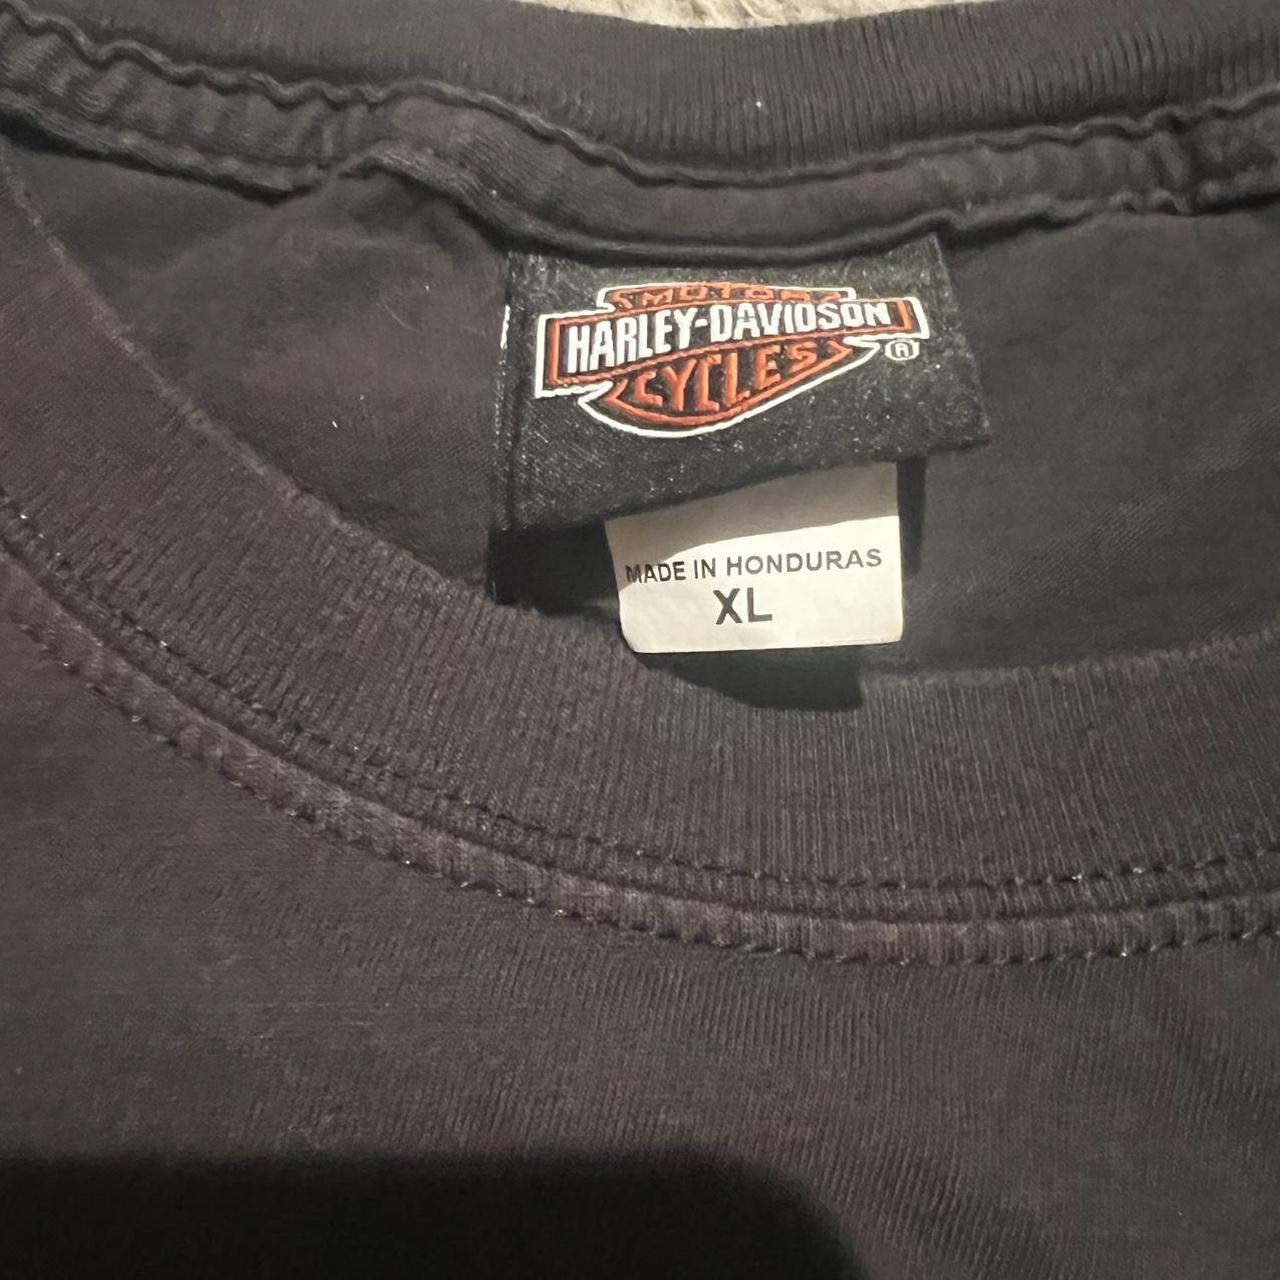 MOTOR
HARLEY-DAVIDSON
CYCLES
®
MADE IN HONDURAS
XL